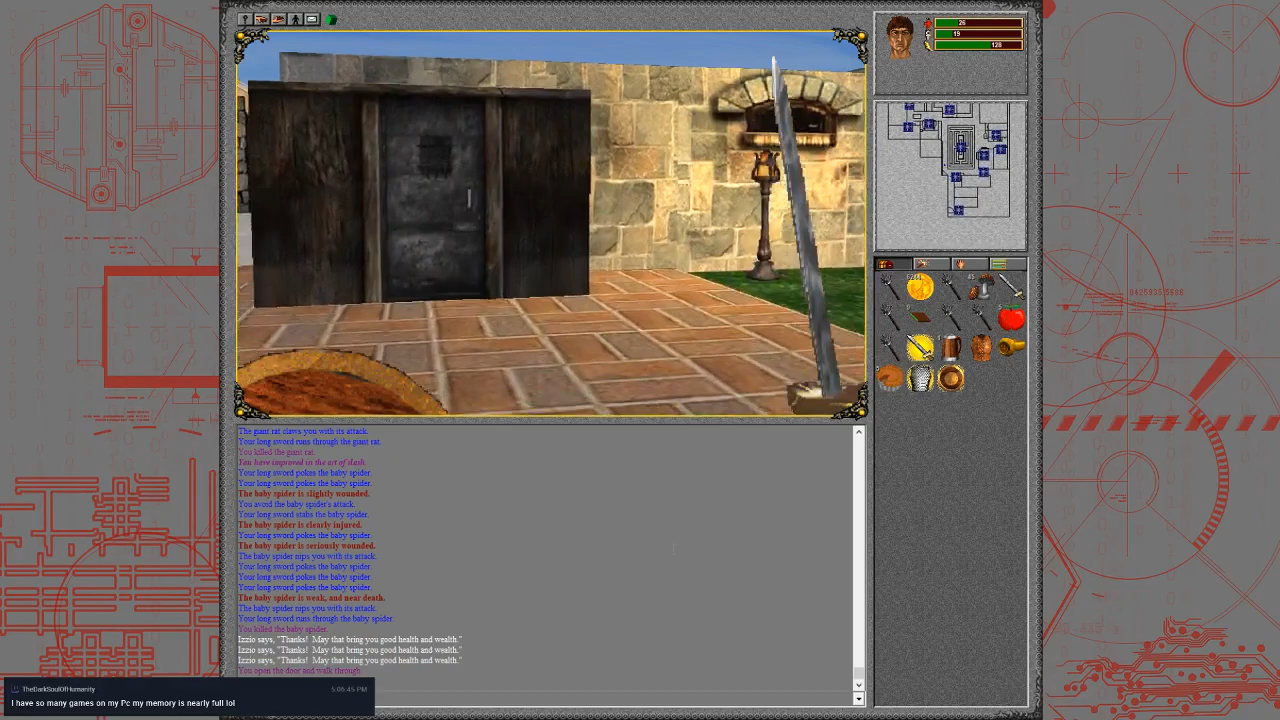 26
19
128
6244
45
9
5
0425935 5896
The giant rat claws you with its attack.
Your long sword runs through the giant rat.
You killed the giant rat.
You have improved in the art of slash.
Your long sword pokes the baby spider.
Your long sword pokes the baby spider.
The baby spider is slightly wounded.
You avoid the baby spider's attack.
Your long sword stabs the baby spider.
The baby spider is clearly injured.
Your long sword pokes the baby spider.
The baby spider is seriously wounded.
The baby spider nips you with its attack.
Your long sword pokes the baby spider.
Your long sword pokes the baby spider.
Your long sword pokes the baby spider.
The baby spider is weak, and near death.
The baby spider nips you with its attack.
Your long sword runs through the baby spider.
You killed the baby spider.
Izzio says, "Thanks!  May that bring you good health and wealth."
Izzio says, "Thanks!  May that bring you good health and wealth."
Izzio says, "Thanks!  May that bring you good health and wealth."
You open the door and walk through.
TheDarkSoulOfHumanity
5:06:45 PM
I have so many games on my Pc my memory is nearly full lol